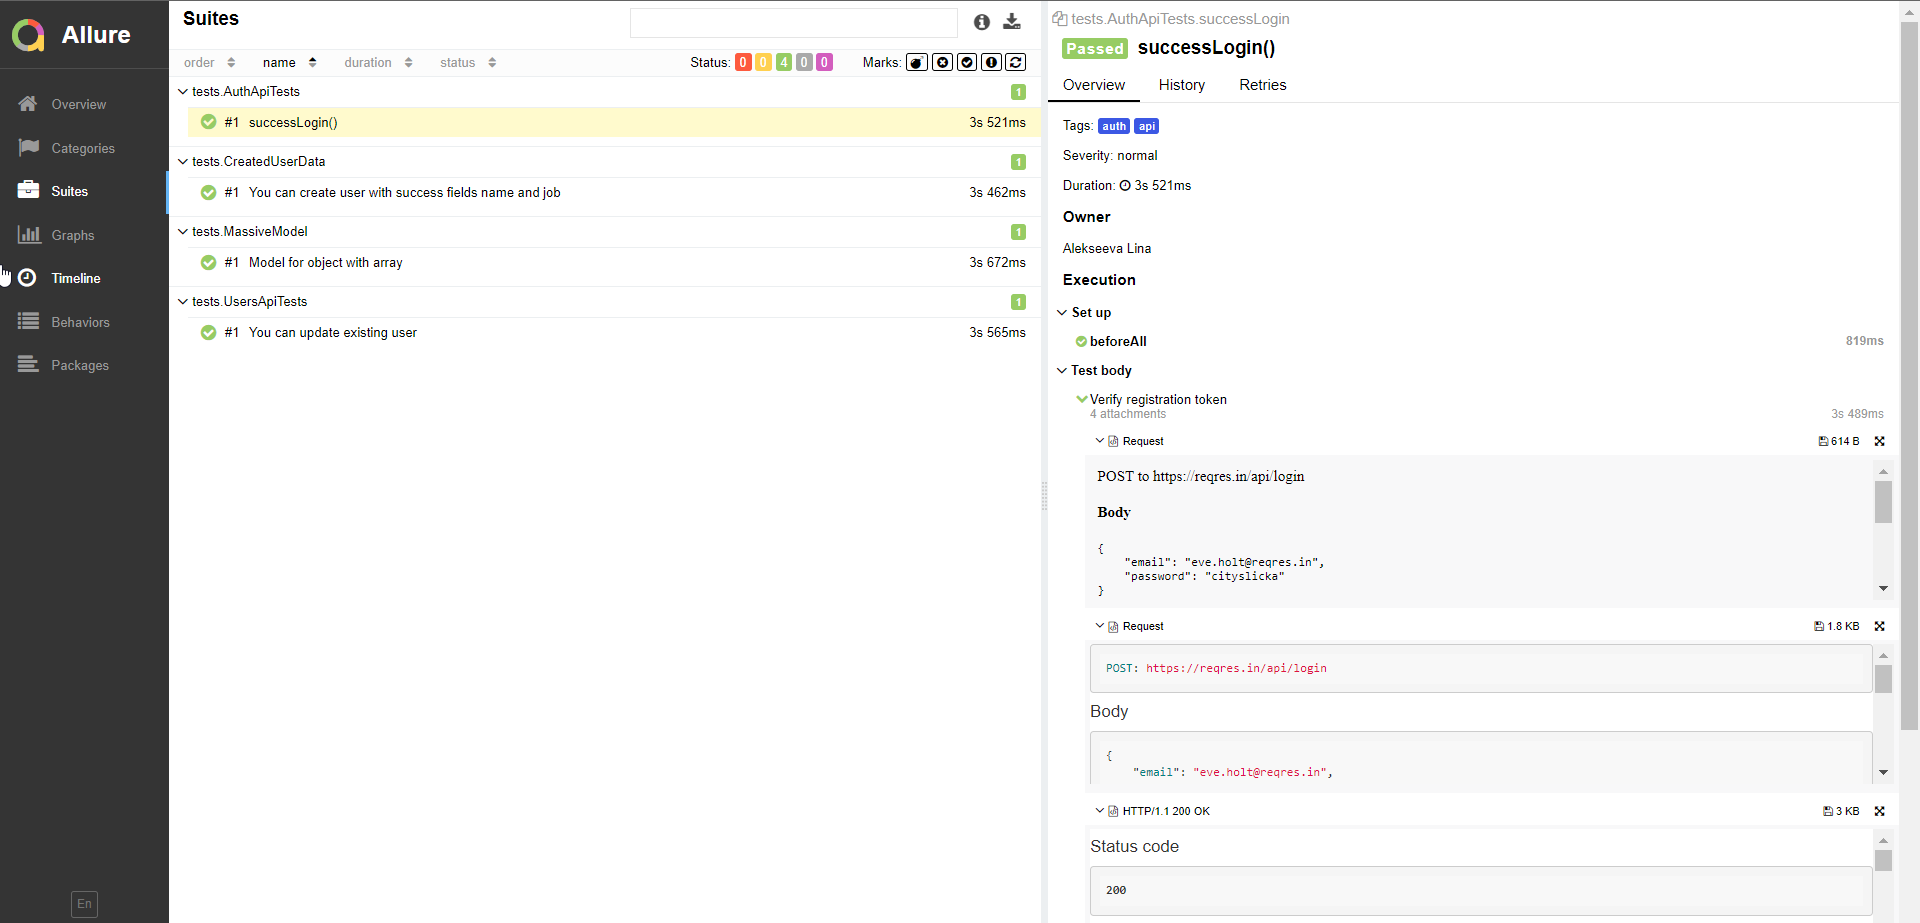 Allure
Overview
Categories
Suites
Graphs
Timeline
Behaviors
Packages
En
Suites
order name duration status Status: 0 0 4 0 0 Marks:
tests.AuthApiTests 1
#1 successLogin() 3s 521ms
tests.CreatedUserData 1
#1 You can create user with success fields name and job 3s 462ms
tests.MassiveModel 1
#1 Model for object with array 3s 672ms
tests.UsersApiTests 1
#1 You can update existing user 3s 565ms
tests.AuthApiTests.successLogin
Passed successLogin()
Overview History Retries
Tags: auth api
Severity: normal
Duration: 3s 521ms
Owner
Alekseeva Lina
Execution
Set up
beforeAll 819ms
Test body
Verify registration token
4 attachments 3s 489ms
Request 614 B
POST to https://reqres.in/api/login
Body
{
"email": "eve.holt@reqres.in",
"password": "cityslicka"
}
Request 1.8 KB
POST: https://reqres.in/api/login
Body
{
"email": "eve.holt@reqres.in",
HTTP/1.1 200 OK 3 KB
Status code
200